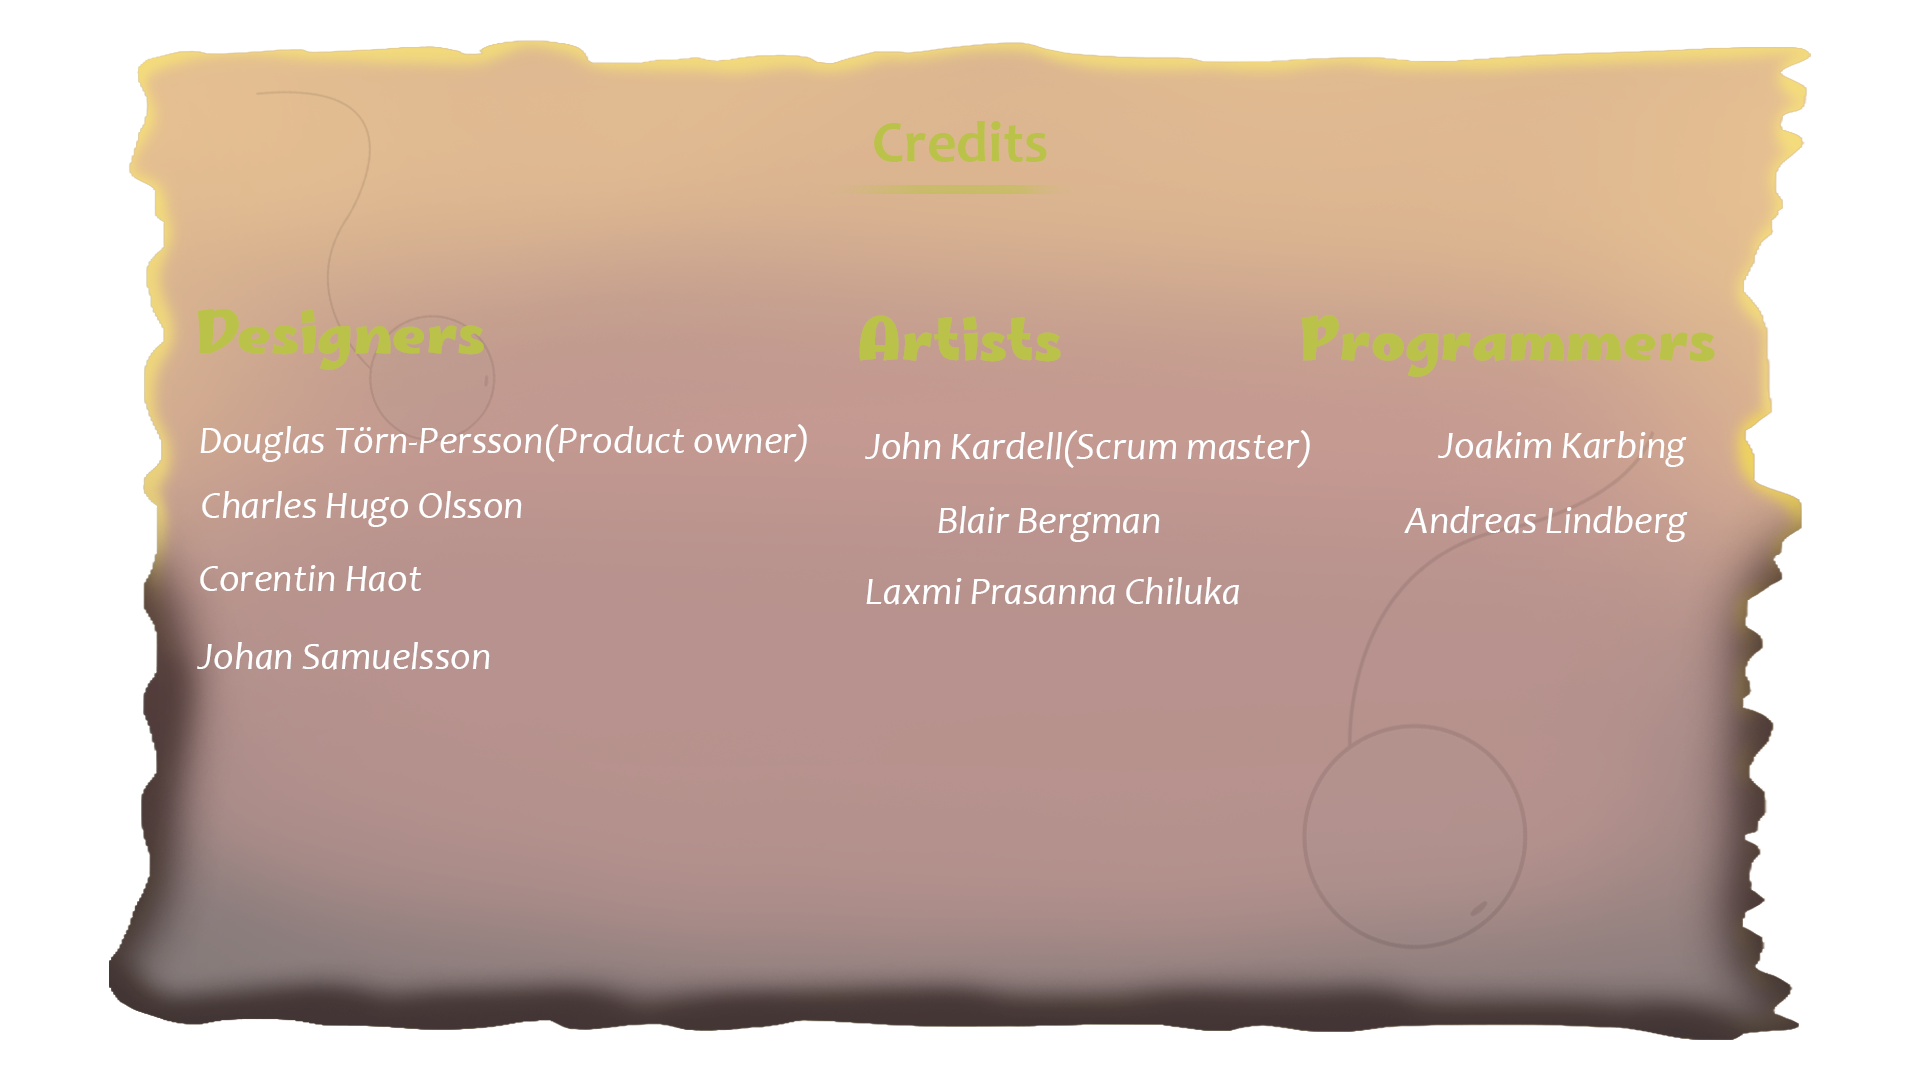 Credits
Designers
Douglas Törn-Persson(Product owner)
Charles Hugo Olsson
Corentin Haot
Johan Samuelsson
Artists
John Kardell(Scrum master)
Blair Bergman
Laxmi Prasanna Chiluka
Programmers
Joakim Karbing
Andreas Lindberg